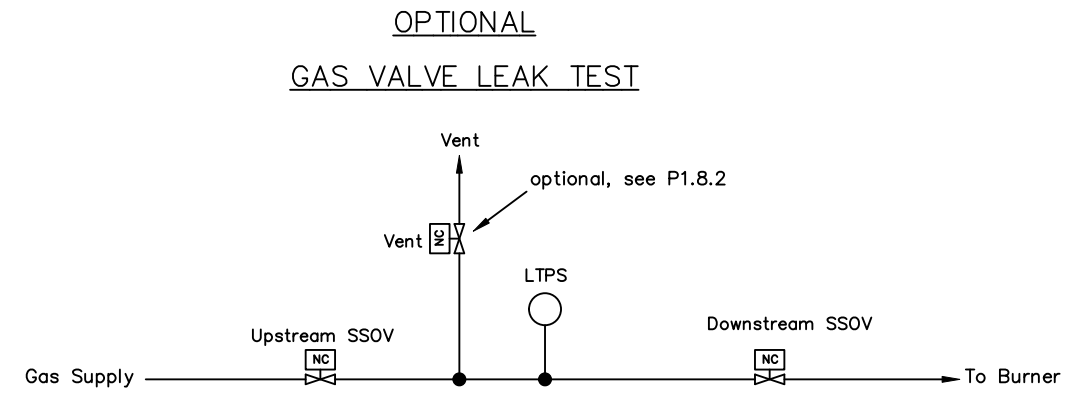 OPTIONAL
GAS VALVE LEAK TEST
Vent
optional, see P1.8.2
Vent NC
LTPS
Upstream SSOV
Downstream SSOV
NC
NC
Gas Supply
To Burner